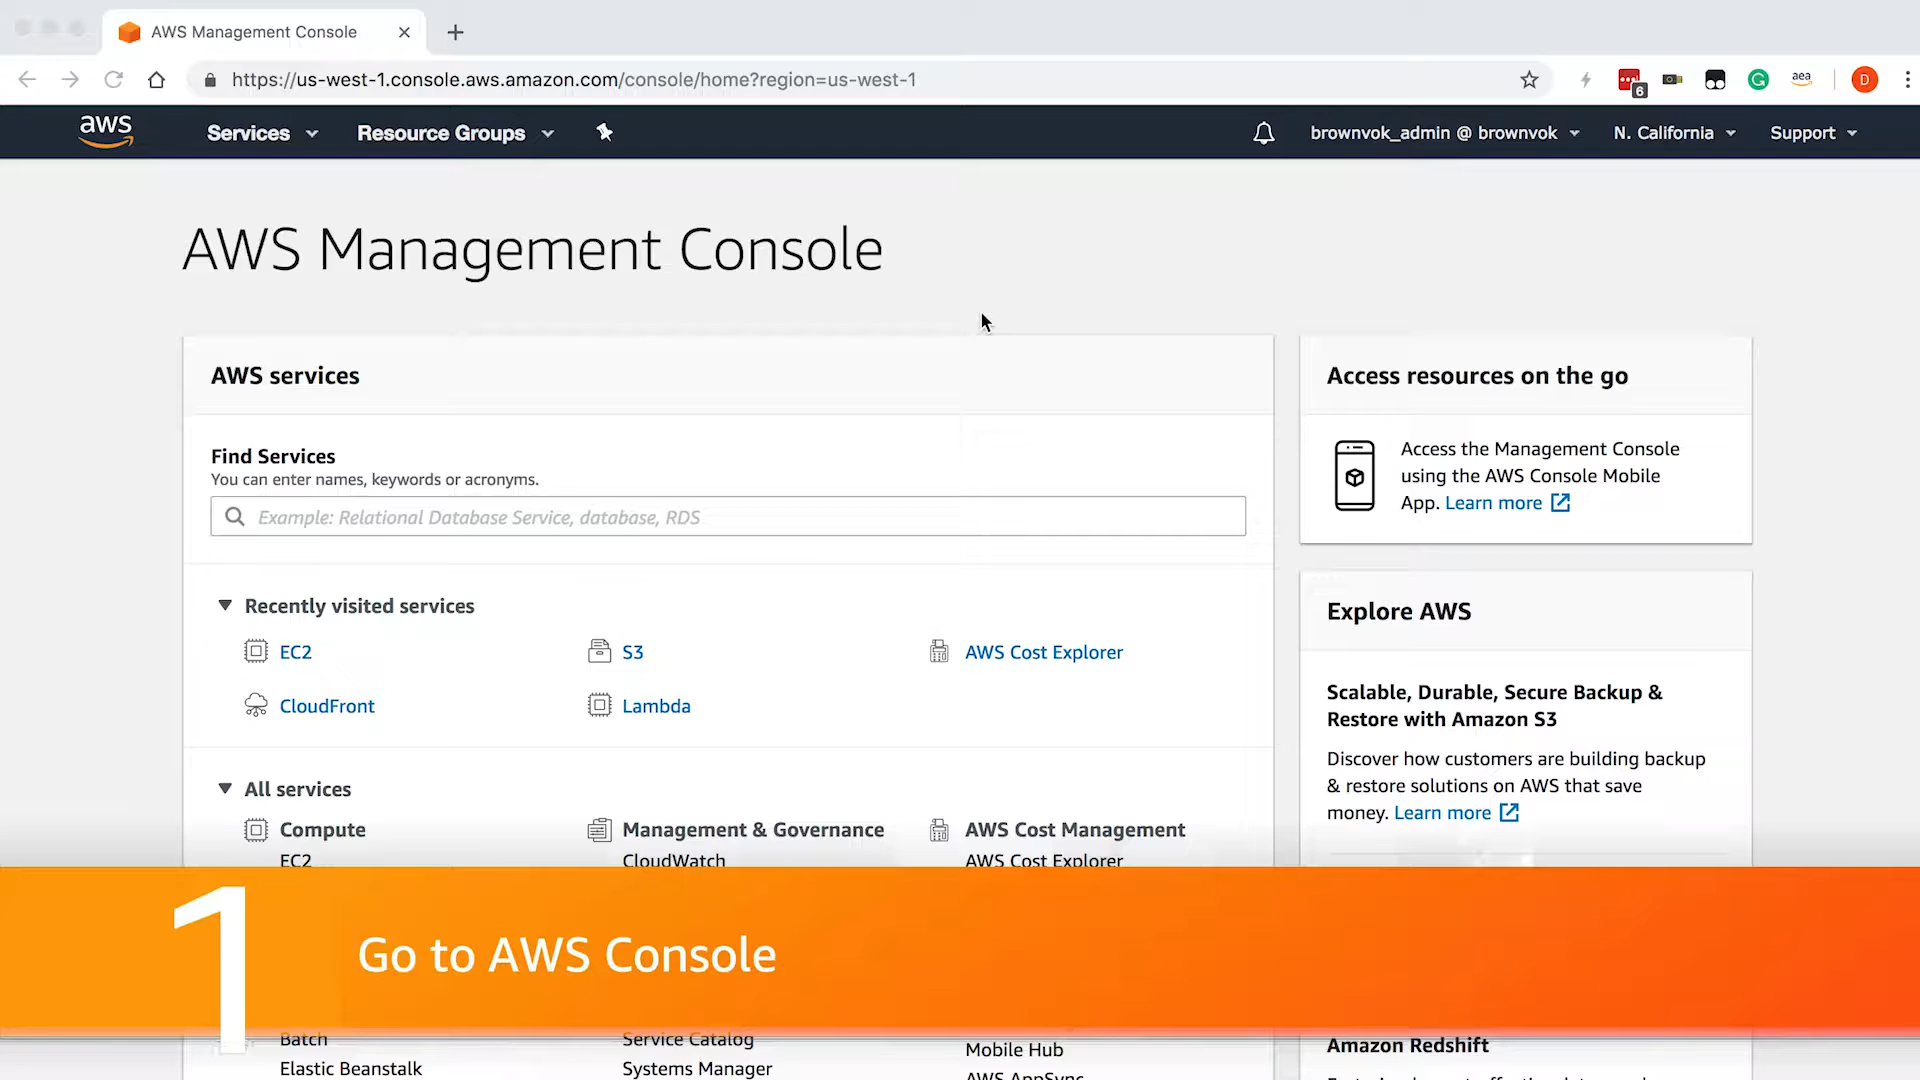 AWS Management Console
https://us-west-1.console.aws.amazon.com/console/home?region=us-west-1
6
aea
D
aws
Services
Resource Groups
brownvok_admin @ brownvok
N. California
Support
AWS Management Console
AWS services
Find Services
You can enter names, keywords or acronyms.
Example: Relational Database Service, database, RDS
Recently visited services
EC2
S3
AWS Cost Explorer
CloudFront
Lambda
All services
Compute
EC2
Management & Governance
CloudWatch
AWS Cost Management
AWS Cost Explorer
Access resources on the go
Access the Management Console
using the AWS Console Mobile
App. Learn more
Explore AWS
Scalable, Durable, Secure Backup &
Restore with Amazon S3
Discover how customers are building backup
& restore solutions on AWS that save
money. Learn more
1
Go to AWS Console
Batch
Elastic Beanstalk
Service Catalog
Systems Manager
Mobile Hub
AWS AppSync
Amazon Redshift